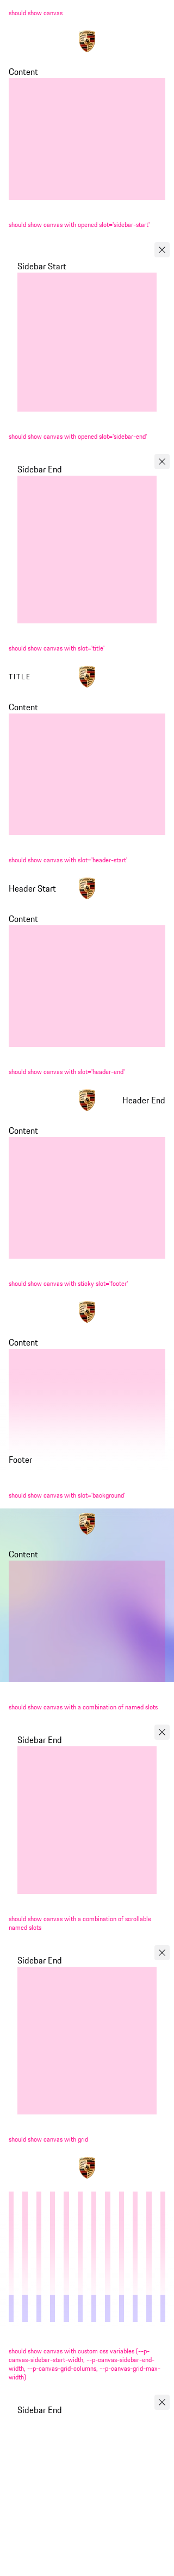 should show canvas
Content
should show canvas with opened slot='sidebar-start'
Sidebar Start
should show canvas with opened slot='sidebar-end'
Sidebar End
should show canvas with slot='title'
TITLE
Content
should show canvas with slot='header-start'
Header Start
Content
should show canvas with slot='header-end'
Header End
Content
should show canvas with sticky slot='footer'
Content
Footer
should show canvas with slot='background'
Content
should show canvas with a combination of named slots
Sidebar End
should show canvas with a combination of scrollable
named slots
Sidebar End
should show canvas with grid
should show canvas with custom css variables (--p-
canvas-sidebar-start-width, --p-canvas-sidebar-end-
width, --p-canvas-grid-columns, --p-canvas-grid-max-
width)
Sidebar End